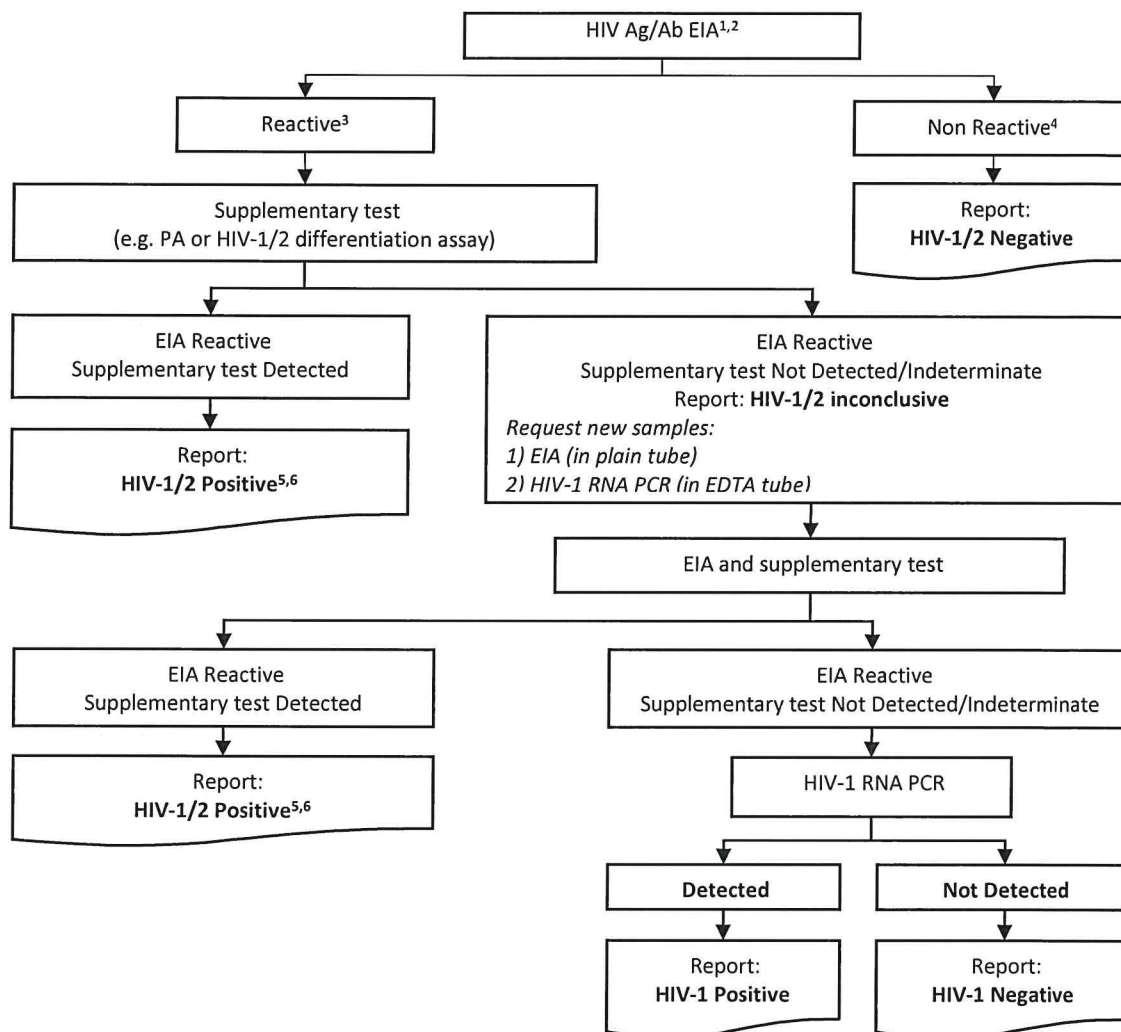 HIV Ag/Ab EIA1,2
Reactive3
Non Reactive4
Supplementary test
(e.g. PA or HIV-1/2 differentiation assay)
Report:
HIV-1/2 Negative
EIA Reactive
Supplementary test Detected
EIA Reactive
Supplementary test Not Detected/Indeterminate
Report: HIV-1/2 inconclusive
Request new samples:
1) EIA (in plain tube)
2) HIV-1 RNA PCR (in EDTA tube)
Report:
HIV-1/2 Positive5,6
EIA and supplementary test
EIA Reactive
Supplementary test Detected
EIA Reactive
Supplementary test Not Detected/Indeterminate
Report:
HIV-1/2 Positive5,6
HIV-1 RNA PCR
Detected
Not Detected
Report:
HIV-1 Positive
Report:
HIV-1 Negative